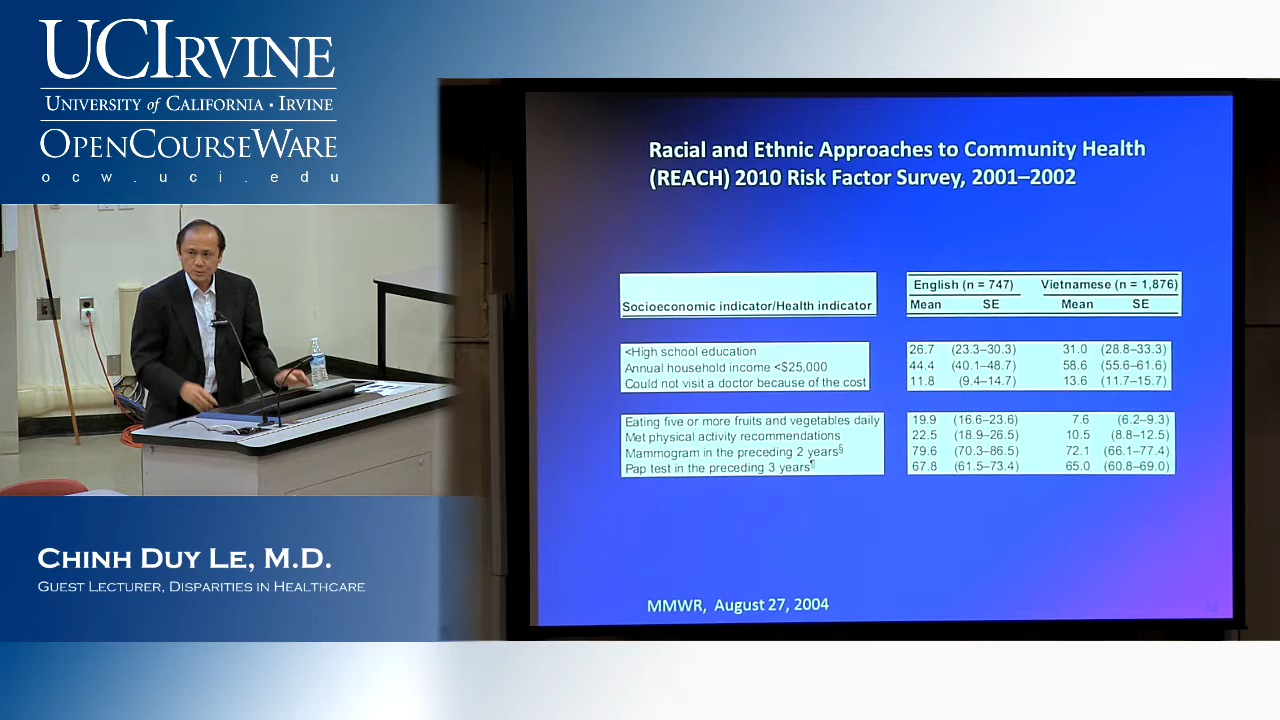 UCIRVINE
UNIVERSITY of CALIFORNIA · IRVINE
OPENCOURSEWARE
ocw.uci.edu
CHINH DUY LE, M.D.
GUEST LECTURER, DISPARITIES IN HEALTHCARE
Racial and Ethnic Approaches to Community Health
(REACH) 2010 Risk Factor Survey, 2001–2002
English (n = 747) Vietnamese (n = 1,876)
Socioeconomic indicator/Health indicator Mean SE Mean SE
<High school education 26.7 (23.3–30.3) 31.0 (28.8–33.3)
Annual household income <$25,000 44.4 (40.1–48.7) 58.6 (55.6–61.6)
Could not visit a doctor because of the cost 11.8 (9.4–14.7) 13.6 (11.7–15.7)
Eating five or more fruits and vegetables daily 19.9 (16.6–23.6) 7.6 (6.2–9.3)
Met physical activity recommendations 22.5 (18.9–26.5) 10.5 (8.8–12.5)
Mammogram in the preceding 2 years§ 79.6 (70.3–86.5) 72.1 (66.1–77.4)
Pap test in the preceding 3 years¶ 67.8 (61.5–73.4) 65.0 (60.8–69.0)
MMWR, August 27, 2004